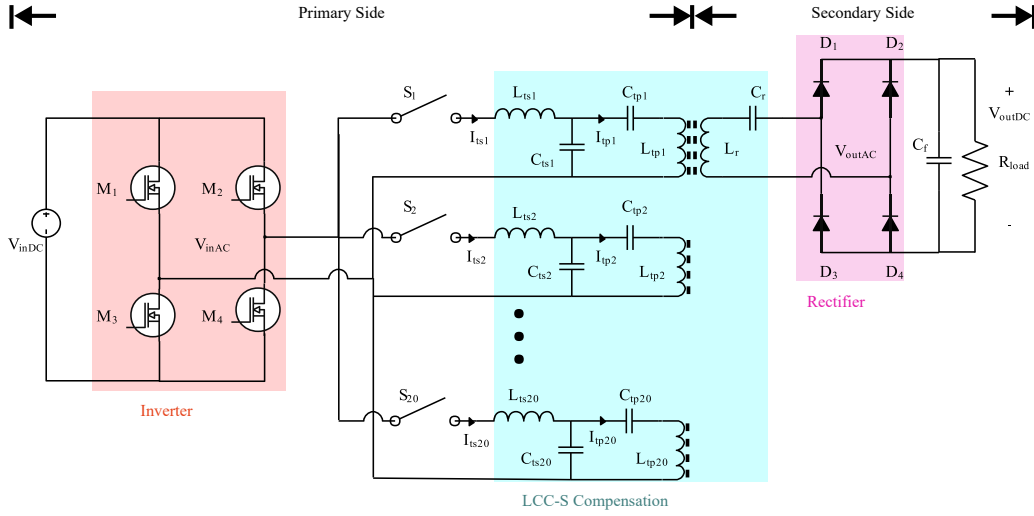 Primary Side
Secondary Side
D1 D2
S1 Lts1 Ctp1 Cr
+
VoutDC
Its1 Itp1
Cts1 Ltp1 Lr VoutAC Cf Rload
M1 M2
S2 Lts2 Ctp2
-
VinDC VinAC
Its2 Itp2
Cts2 Ltp2
D3 D4
Rectifier
M3 M4
S20 Lts20 Ctp20
Inverter
Its20 Itp20
Cts20 Ltp20
LCC-S Compensation